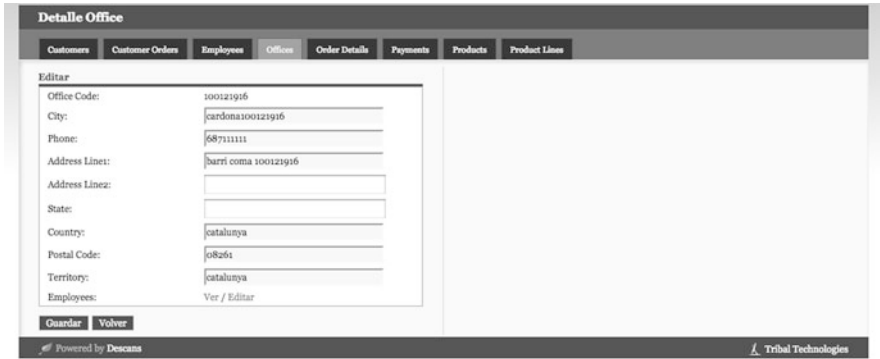 Detalle Office
Customers Customer Orders Employees Offices Order Details Payments Products Product Lines
Editar
Office Code: 100121916
City: cardona100121916
Phone: 687111111
Address Line1: barri coma 100121916
Address Line2:
State:
Country: catalunya
Postal Code: 08261
Territory: catalunya
Employees: Ver / Editar
Guardar Volver
Powered by Descans Tribal Technologies